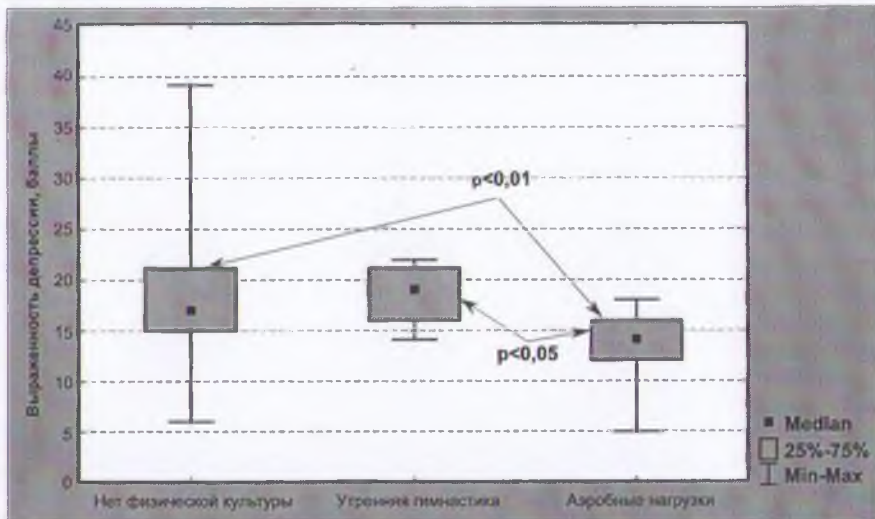 Выраженность депрессии, баллы
45
40
35
30
25
20
15
10
5
0
p<0,01
p<0,05
Нет физической культуры
Утренняя гимнастика
Аэробные нагрузки
Median
25%-75%
Min-Max